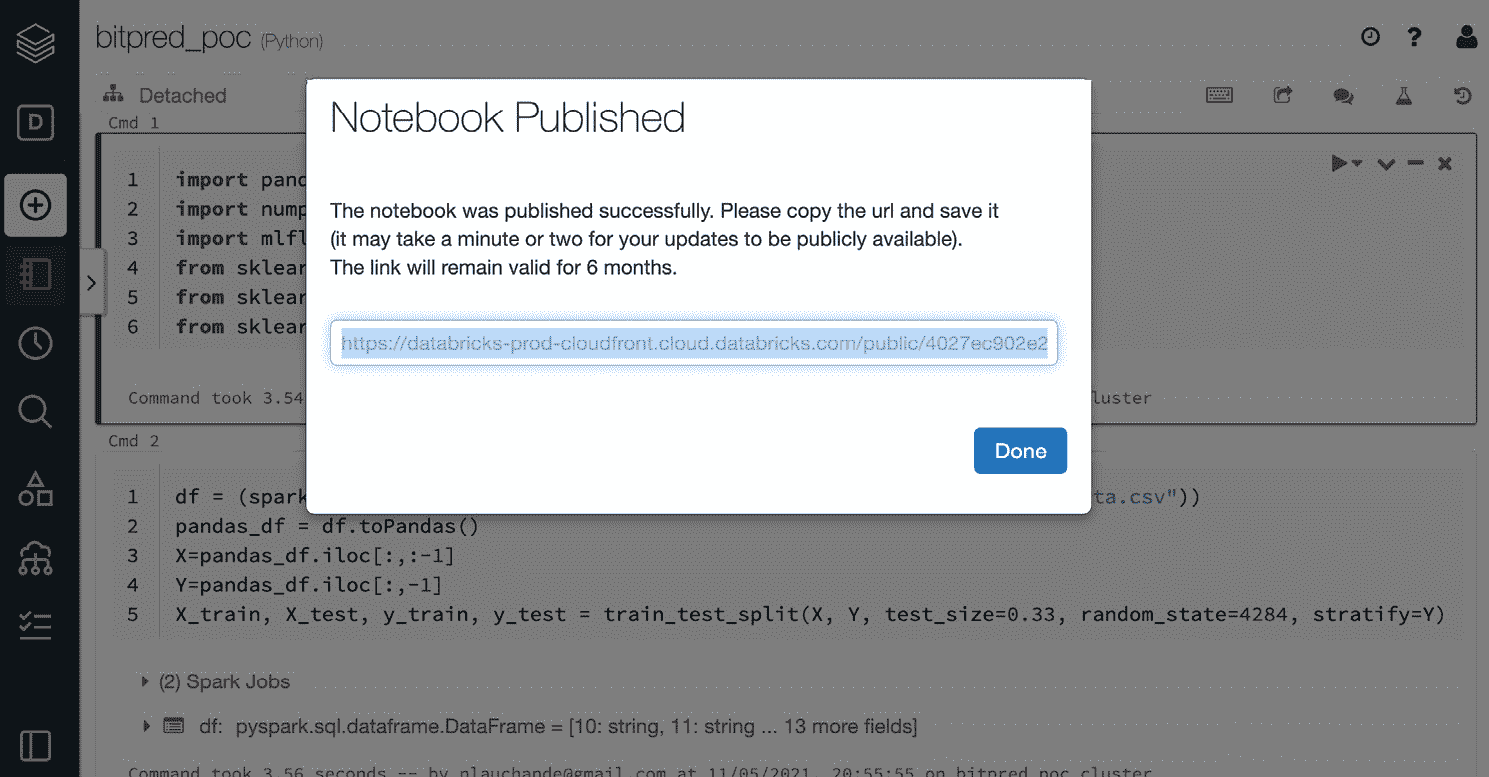 bitpred_poc (Python)
Detached
Cmd 1
Notebook Published
The notebook was published successfully. Please copy the url and save it
(it may take a minute or two for your updates to be publicly available).
The link will remain valid for 6 months.
https://databricks-prod-cloudfront.cloud.databricks.com/public/4027ec902e2
Done
D
1 import pand
2 import nump
3 import mlfl
4 from sklear
5 from sklear
6 from sklear
Command took 3.54 luster
Cmd 2
1 df = (spark ta.csv"))
2 pandas_df = df.toPandas()
3 X=pandas_df.iloc[:,:-1]
4 Y=pandas_df.iloc[:,-1]
5 X_train, X_test, y_train, y_test = train_test_split(X, Y, test_size=0.33, random_state=4284, stratify=Y)
(2) Spark Jobs
df: pyspark.sql.dataframe.DataFrame = [10: string, 11: string ... 13 more fields]
Command took 3.56 seconds -- by nlauchande@gmail.com at 11/05/2021, 20:55:55 on bitpred_poc_cluster